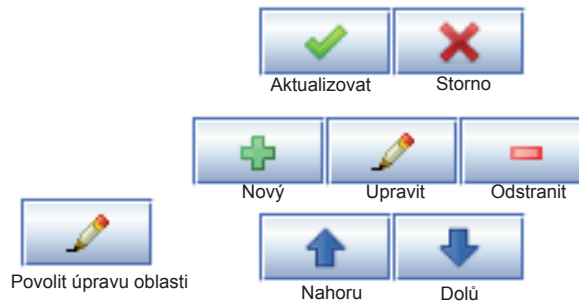 Aktualizovat Storno
Nový Upravit Odstranit
Povolit úpravu oblasti
Nahoru Dolů